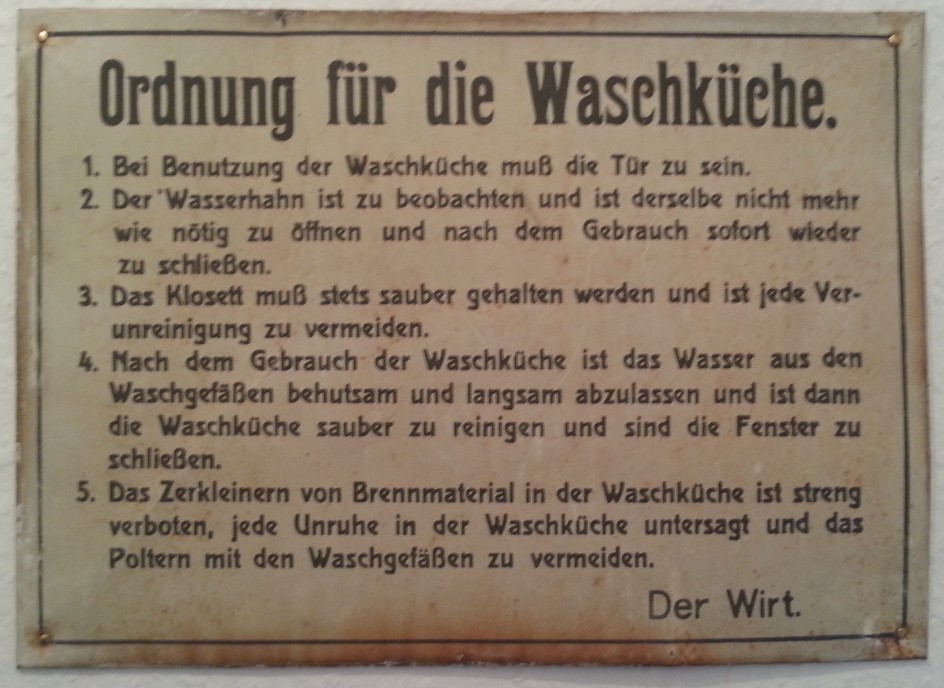 Ordnung für die Waschküche.
1. Bei Benutzung der Waschküche muß die Tür zu sein.
2. Der Wasserhahn ist zu beobachten und ist derselbe nicht mehr
wie nötig zu öffnen und nach dem Gebrauch sofort wieder
zu schließen.
3. Das Klosett muß stets sauber gehalten werden und ist jede Ver-
unreinigung zu vermeiden.
4. Nach dem Gebrauch der Waschküche ist das Wasser aus den
Waschgefäßen behutsam und langsam abzulassen und ist dann
die Waschküche sauber zu reinigen und sind die Fenster zu
schließen.
5. Das Zerkleinern von Brennmaterial in der Waschküche ist streng
verboten, jede Unruhe in der Waschküche untersagt und das
Poltern mit den Waschgefäßen zu vermeiden.
Der Wirt.